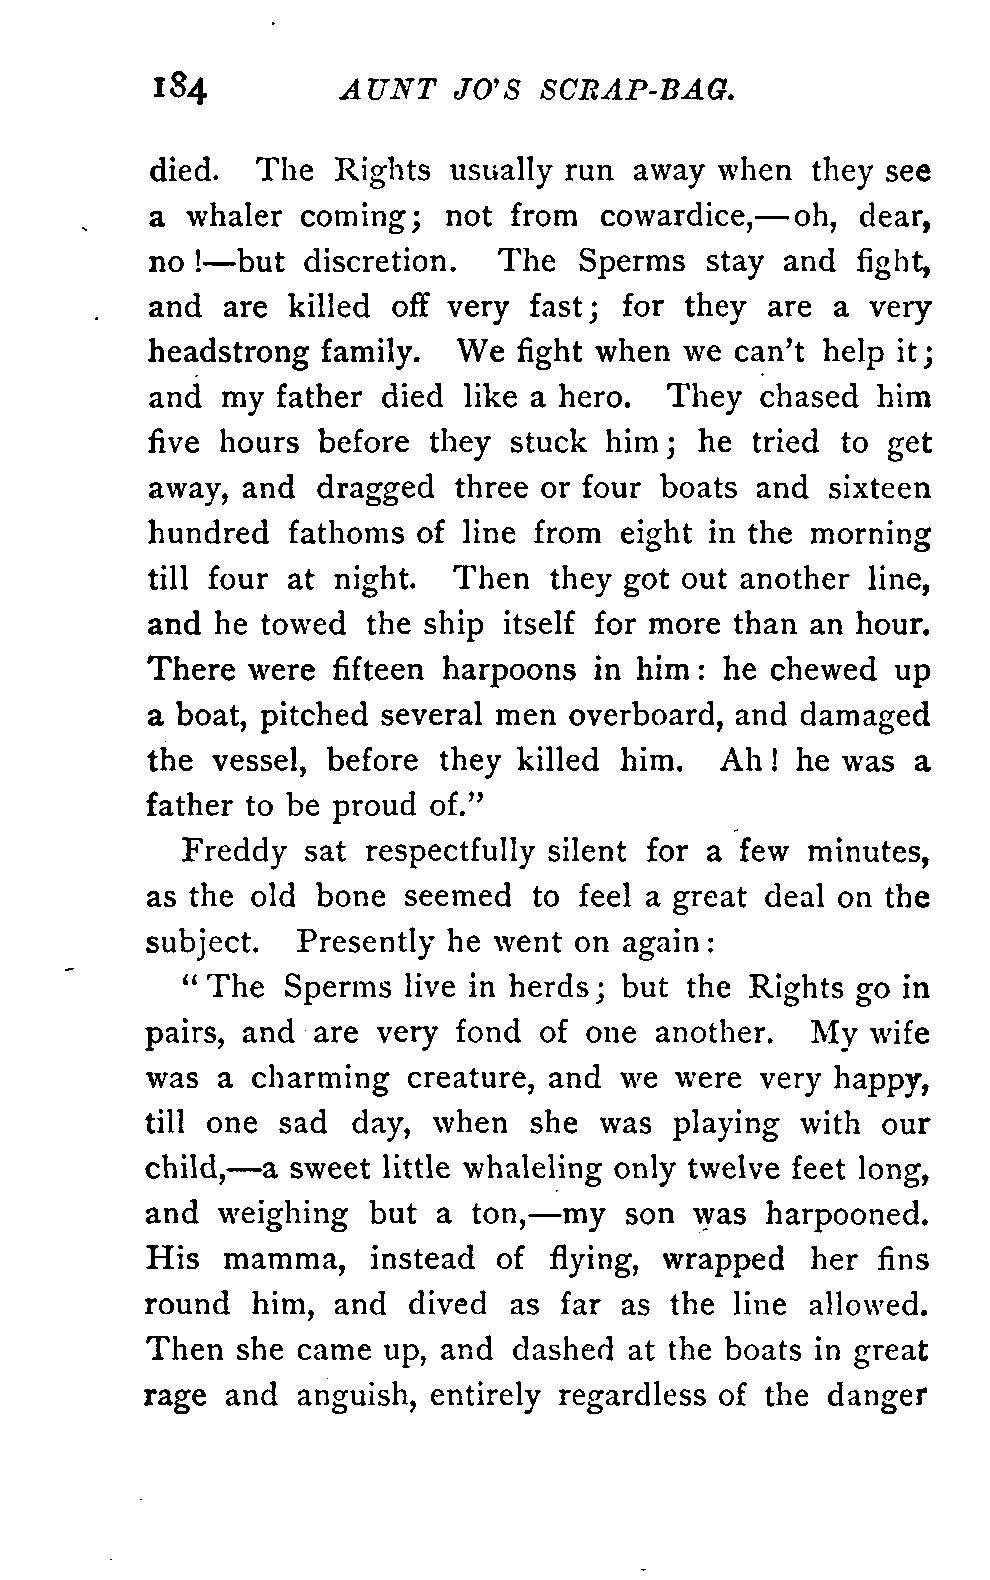 184 AUNT JO'S SCRAP-BAG.
died. The Rights usually run away when they see
a whaler coming; not from cowardice,—oh, dear,
no!—but discretion. The Sperms stay and fight,
and are killed off very fast; for they are a very
headstrong family. We fight when we can't help it;
and my father died like a hero. They chased him
five hours before they stuck him; he tried to get
away, and dragged three or four boats and sixteen
hundred fathoms of line from eight in the morning
till four at night. Then they got out another line,
and he towed the ship itself for more than an hour.
There were fifteen harpoons in him: he chewed up
a boat, pitched several men overboard, and damaged
the vessel, before they killed him. Ah! he was a
father to be proud of."
Freddy sat respectfully silent for a few minutes,
as the old bone seemed to feel a great deal on the
subject. Presently he went on again:
"The Sperms live in herds; but the Rights go in
pairs, and are very fond of one another. My wife
was a charming creature, and we were very happy,
till one sad day, when she was playing with our
child,—a sweet little whaleling only twelve feet long,
and weighing but a ton,—my son was harpooned.
His mamma, instead of flying, wrapped her fins
round him, and dived as far as the line allowed.
Then she came up, and dashed at the boats in great
rage and anguish, entirely regardless of the danger